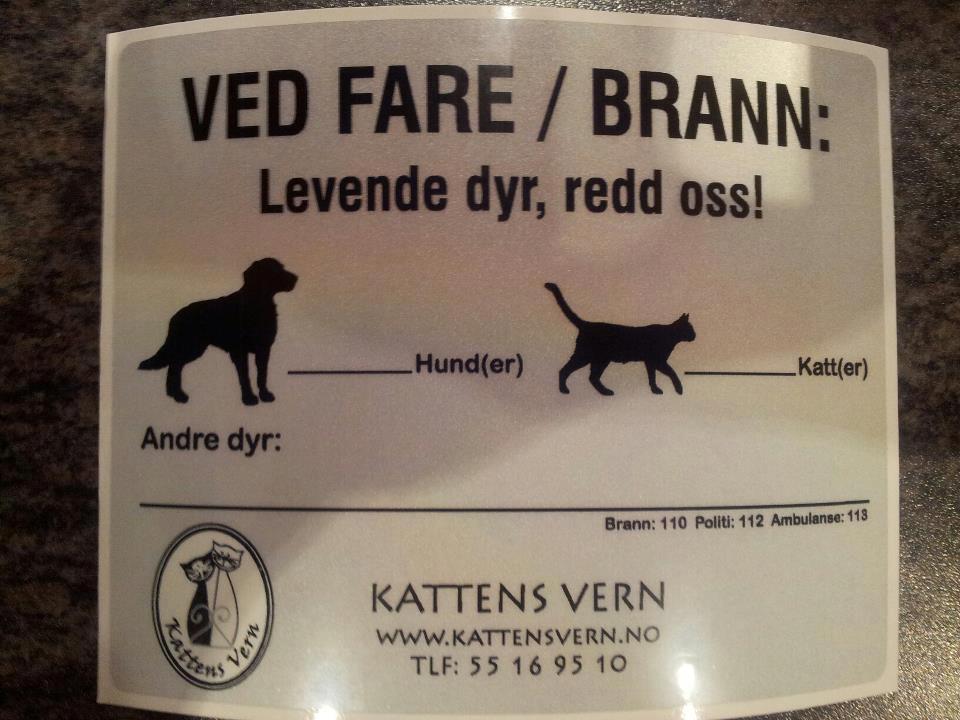 VED FARE / BRANN:
Levende dyr, redd oss!
Hund(er) Katt(er)
Andre dyr:
Brann: 110 Politi: 112 Ambulanse: 113
Kattens Vern
KATTENS VERN
WWW.KATTENSVERN.NO
TLF: 55 16 95 10